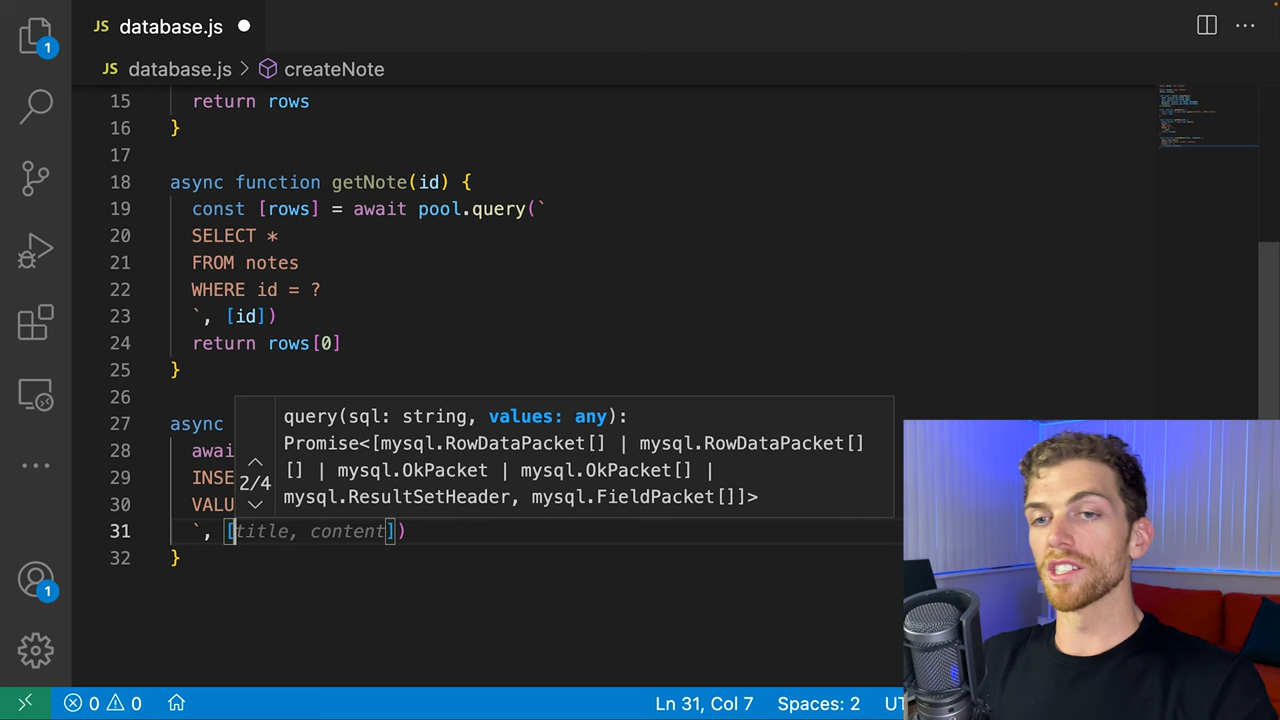 1
JS database.js
JS database.js > createNote
15 return rows
16 }
17
18 async function getNote(id) {
19 const [rows] = await pool.query(`
20 SELECT *
21 FROM notes
22 WHERE id = ?
23 `, [id])
24 return rows[0]
25 }
26
27 async
28 awai
29 INSE
30 VALU
31 `, [title, content])
32 }
query(sql: string, values: any):
Promise<[mysql.RowDataPacket[] | mysql.RowDataPacket[]
[] | mysql.OkPacket | mysql.OkPacket[] |
2/4
mysql.ResultSetHeader, mysql.FieldPacket[]]>
1
0 0 Ln 31, Col 7 Spaces: 2 UT